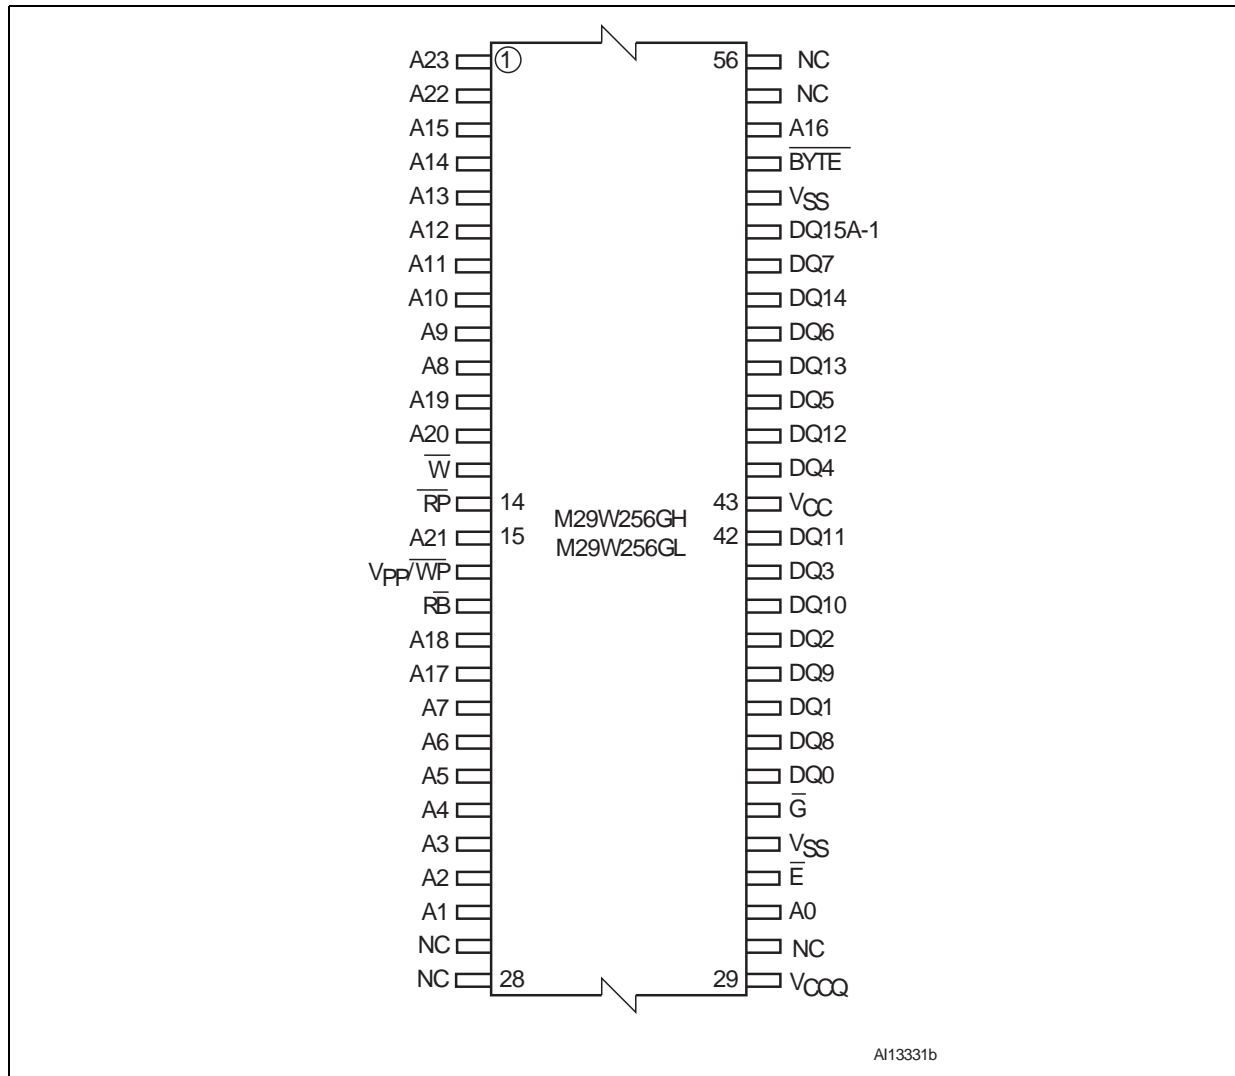 A23 1 56 NC
A22 NC
A15 A16
A14 B̅Y̅T̅E̅
A13 VSS
A12 DQ15A-1
A11 DQ7
A10 DQ14
A9 DQ6
A8 DQ13
A19 DQ5
A20 DQ12
W̅ DQ4
R̅P̅ 14 43 VCC
A21 15 42 DQ11
M29W256GH
M29W256GL
VPP/W̅P̅ DQ3
RB̅ DQ10
A18 DQ2
A17 DQ9
A7 DQ1
A6 DQ8
A5 DQ0
A4 G̅
A3 VSS
A2 E̅
A1 A0
NC NC
NC 28 29 VCCQ
AI13331b